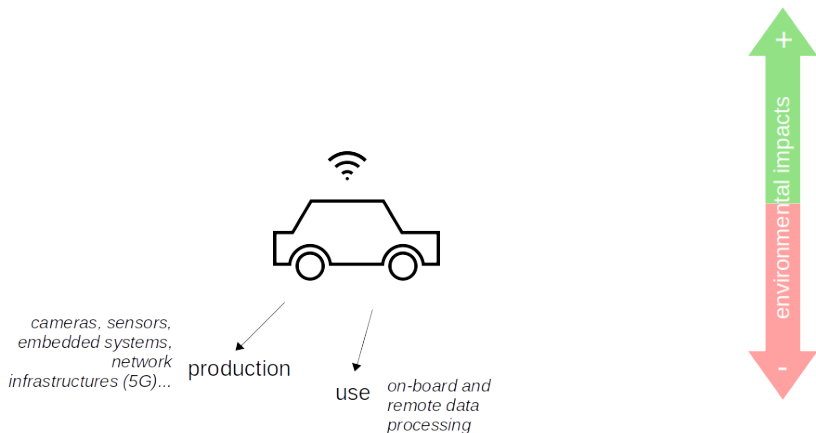 +
environmental impacts
-
cameras, sensors,
embedded systems,
network
infrastructures (5G)...
production
use
on-board and
remote data
processing